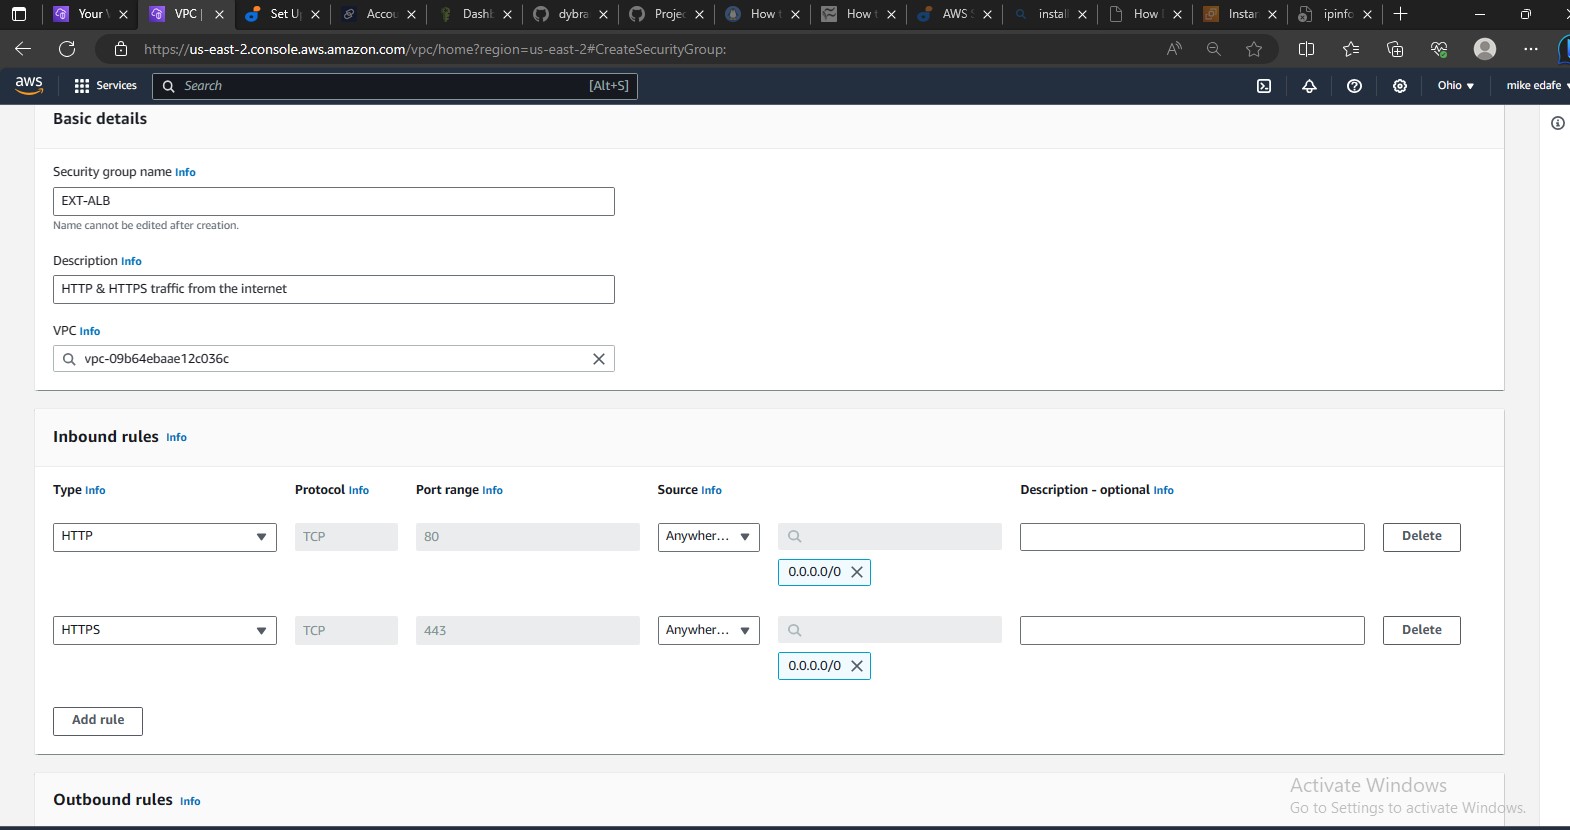 Your \
VPC |
Set U
Accou
Dash
dybra
Projec
How t
How t
AWS S
install
How
Instar
ipinfo
https://us-east-2.console.aws.amazon.com/vpc/home?region=us-east-2#CreateSecurityGroup:
aws
Services
Search
[Alt+S]
Ohio
mike edafe
Basic details
Security group name Info
EXT-ALB
Name cannot be edited after creation.
Description Info
HTTP & HTTPS traffic from the internet
VPC Info
vpc-09b64ebaae12c036c
Inbound rules Info
Type Info Protocol Info Port range Info Source Info Description - optional Info
HTTP TCP 80 Anywher... Delete
0.0.0.0/0
HTTPS TCP 443 Anywher... Delete
0.0.0.0/0
Add rule
Outbound rules Info
Activate Windows
Go to Settings to activate Windows.